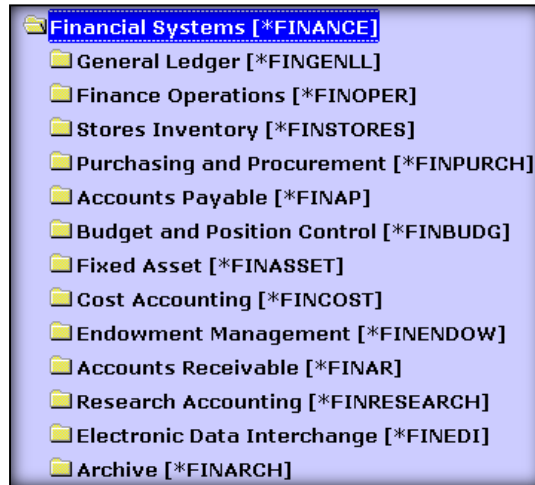 Financial Systems [*FINANCE]
General Ledger [*FINGENLL]
Finance Operations [*FINOPER]
Stores Inventory [*FINSTORES]
Purchasing and Procurement [*FINPURCH]
Accounts Payable [*FINAP]
Budget and Position Control [*FINBUDG]
Fixed Asset [*FINASSET]
Cost Accounting [*FINCOST]
Endowment Management [*FINENDOW]
Accounts Receivable [*FINAR]
Research Accounting [*FINRESEARCH]
Electronic Data Interchange [*FINEDI]
Archive [*FINARCH]